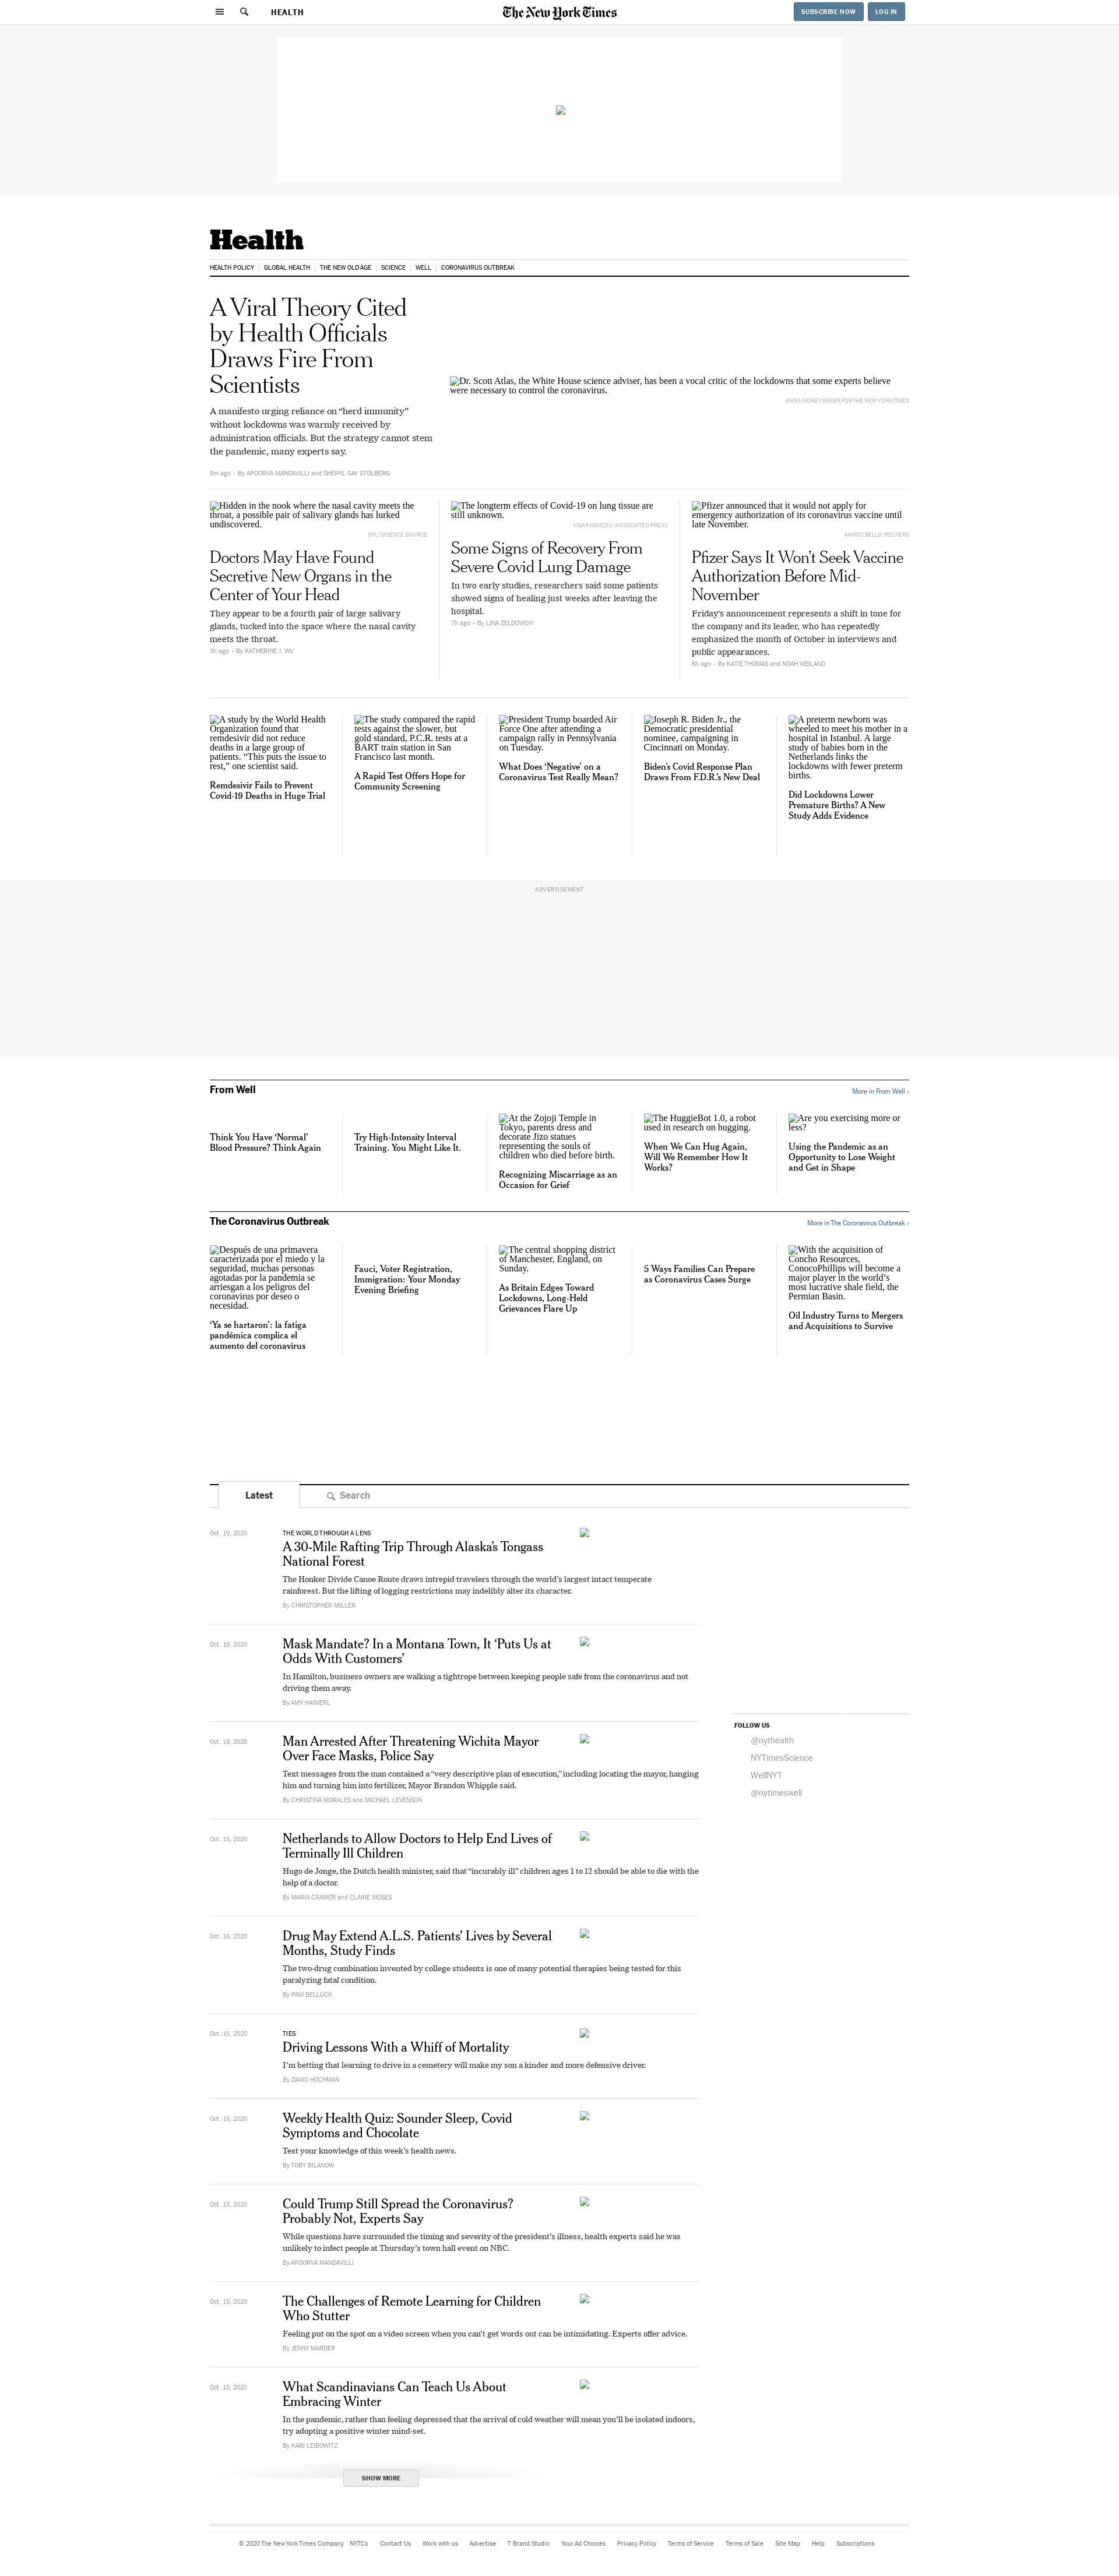 HEALTH
The New York Times
SUBSCRIBE NOW
LOG IN
Health
HEALTH POLICY
GLOBAL HEALTH
THE NEW OLD AGE
SCIENCE
WELL
CORONAVIRUS OUTBREAK
A Viral Theory Cited
by Health Officials
Draws Fire From
Scientists
A manifesto urging reliance on “herd immunity”
without lockdowns was warmly received by
administration officials. But the strategy cannot stem
the pandemic, many experts say.
5m ago - By APOORVA MANDAVILLI and SHERYL GAY STOLBERG
Dr. Scott Atlas, the White House science adviser, has been a vocal critic of the lockdowns that some experts believe
were necessary to control the coronavirus.
ANNA MONEYMAKER FOR THE NEW YORK TIMES
Hidden in the nook where the nasal cavity meets the
throat, a possible pair of salivary glands has lurked
undiscovered.
SPL/SCIENCE SOURCE
Doctors May Have Found
Secretive New Organs in the
Center of Your Head
They appear to be a fourth pair of large salivary
glands, tucked into the space where the nasal cavity
meets the throat.
3h ago - By KATHERINE J. WU
The longterm effects of Covid-19 on lung tissue are
still unknown.
VISAR KRYEZIU/ASSOCIATED PRESS
Some Signs of Recovery From
Severe Covid Lung Damage
In two early studies, researchers said some patients
showed signs of healing just weeks after leaving the
hospital.
7h ago - By LINA ZELDOVICH
Pfizer announced that it would not apply for
emergency authorization of its coronavirus vaccine until
late November.
MARCO BELLO/REUTERS
Pfizer Says It Won’t Seek Vaccine
Authorization Before Mid-
November
Friday’s announcement represents a shift in tone for
the company and its leader, who has repeatedly
emphasized the month of October in interviews and
public appearances.
6h ago - By KATIE THOMAS and NOAH WEILAND
A study by the World Health
Organization found that
remdesivir did not reduce
deaths in a large group of
patients. “This puts the issue to
rest,” one scientist said.
Remdesivir Fails to Prevent
Covid-19 Deaths in Huge Trial
The study compared the rapid
tests against the slower, but
gold standard, P.C.R. tests at a
BART train station in San
Francisco last month.
A Rapid Test Offers Hope for
Community Screening
President Trump boarded Air
Force One after attending a
campaign rally in Pennsylvania
on Tuesday.
What Does ‘Negative’ on a
Coronavirus Test Really Mean?
Joseph R. Biden Jr., the
Democratic presidential
nominee, campaigning in
Cincinnati on Monday.
Biden’s Covid Response Plan
Draws From F.D.R.’s New Deal
A preterm newborn was
wheeled to meet his mother in a
hospital in Istanbul. A large
study of babies born in the
Netherlands links the
lockdowns with fewer preterm
births.
Did Lockdowns Lower
Premature Births? A New
Study Adds Evidence
ADVERTISEMENT
From Well
More in From Well ›
Think You Have ‘Normal’
Blood Pressure? Think Again
Try High-Intensity Interval
Training. You Might Like It.
At the Zojoji Temple in
Tokyo, parents dress and
decorate Jizo statues
representing the souls of
children who died before birth.
Recognizing Miscarriage as an
Occasion for Grief
The HuggieBot 1.0, a robot
used in research on hugging.
When We Can Hug Again,
Will We Remember How It
Works?
Are you exercising more or
less?
Using the Pandemic as an
Opportunity to Lose Weight
and Get in Shape
The Coronavirus Outbreak
More in The Coronavirus Outbreak ›
Después de una primavera
caracterizada por el miedo y la
seguridad, muchas personas
agotadas por la pandemia se
arriesgan a los peligros del
coronavirus por deseo o
necesidad.
‘Ya se hartaron’: la fatiga
pandémica complica el
aumento del coronavirus
Fauci, Voter Registration,
Immigration: Your Monday
Evening Briefing
The central shopping district
of Manchester, England, on
Sunday.
As Britain Edges Toward
Lockdowns, Long-Held
Grievances Flare Up
5 Ways Families Can Prepare
as Coronavirus Cases Surge
With the acquisition of
Concho Resources,
ConocoPhillips will become a
major player in the world’s
most lucrative shale field, the
Permian Basin.
Oil Industry Turns to Mergers
and Acquisitions to Survive
Latest
Search
Oct. 19, 2020
THE WORLD THROUGH A LENS
A 30-Mile Rafting Trip Through Alaska’s Tongass
National Forest
The Honker Divide Canoe Route draws intrepid travelers through the world’s largest intact temperate
rainforest. But the lifting of logging restrictions may indelibly alter its character.
By CHRISTOPHER MILLER
Oct. 19, 2020
Mask Mandate? In a Montana Town, It ‘Puts Us at
Odds With Customers’
In Hamilton, business owners are walking a tightrope between keeping people safe from the coronavirus and not
driving them away.
By AMY HAIMERL
Oct. 18, 2020
Man Arrested After Threatening Wichita Mayor
Over Face Masks, Police Say
Text messages from the man contained a “very descriptive plan of execution,” including locating the mayor, hanging
him and turning him into fertilizer, Mayor Brandon Whipple said.
By CHRISTINA MORALES and MICHAEL LEVENSON
Oct. 16, 2020
Netherlands to Allow Doctors to Help End Lives of
Terminally Ill Children
Hugo de Jonge, the Dutch health minister, said that “incurably ill” children ages 1 to 12 should be able to die with the
help of a doctor.
By MARIA CRAMER and CLAIRE MOSES
Oct. 16, 2020
Drug May Extend A.L.S. Patients’ Lives by Several
Months, Study Finds
The two-drug combination invented by college students is one of many potential therapies being tested for this
paralyzing fatal condition.
By PAM BELLUCK
Oct. 16, 2020
TIES
Driving Lessons With a Whiff of Mortality
I’m betting that learning to drive in a cemetery will make my son a kinder and more defensive driver.
By DAVID HOCHMAN
Oct. 16, 2020
Weekly Health Quiz: Sounder Sleep, Covid
Symptoms and Chocolate
Test your knowledge of this week’s health news.
By TOBY BILANOW
Oct. 15, 2020
Could Trump Still Spread the Coronavirus?
Probably Not, Experts Say
While questions have surrounded the timing and severity of the president’s illness, health experts said he was
unlikely to infect people at Thursday’s town hall event on NBC.
By APOORVA MANDAVILLI
Oct. 15, 2020
The Challenges of Remote Learning for Children
Who Stutter
Feeling put on the spot on a video screen when you can’t get words out can be intimidating. Experts offer advice.
By JENNY MARDER
Oct. 15, 2020
What Scandinavians Can Teach Us About
Embracing Winter
In the pandemic, rather than feeling depressed that the arrival of cold weather will mean you’ll be isolated indoors,
try adopting a positive winter mind-set.
By KARI LEIBOWITZ
SHOW MORE
FOLLOW US
@nythealth
NYTimesScience
WellNYT
@nytimeswell
© 2020 The New York Times Company
NYTCo
Contact Us
Work with us
Advertise
T Brand Studio
Your Ad Choices
Privacy Policy
Terms of Service
Terms of Sale
Site Map
Help
Subscriptions